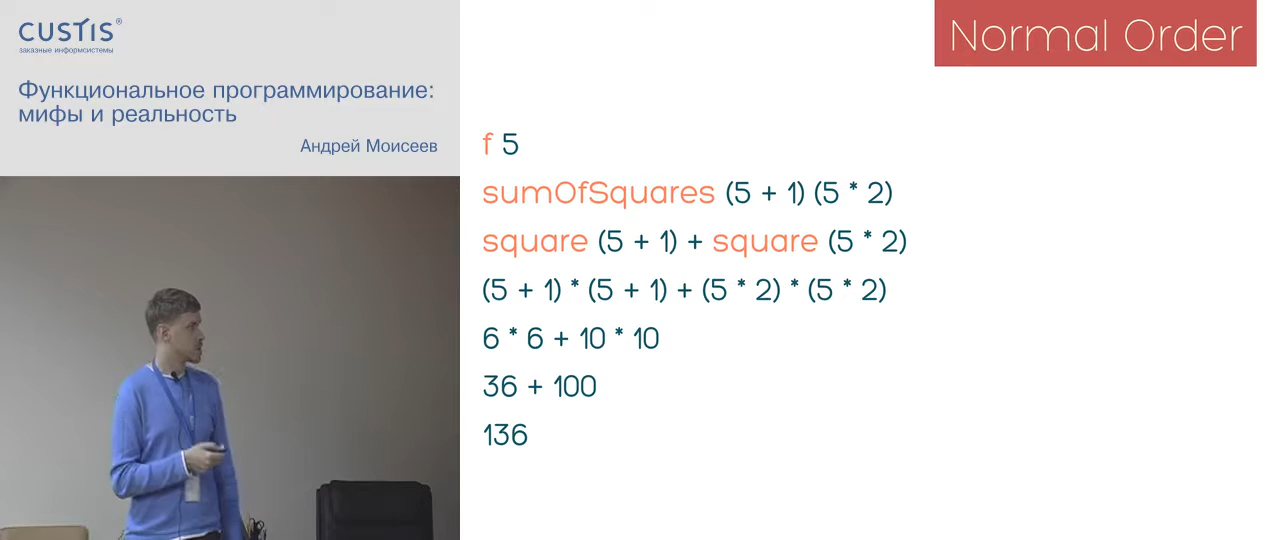 CUSTIS®
заказные информсистемы
Функциональное программирование:
мифы и реальность
Андрей Моисеев
Normal Order
f 5
sumOfSquares (5 + 1) (5 * 2)
square (5 + 1) + square (5 * 2)
(5 + 1) * (5 + 1) + (5 * 2) * (5 * 2)
6 * 6 + 10 * 10
36 + 100
136